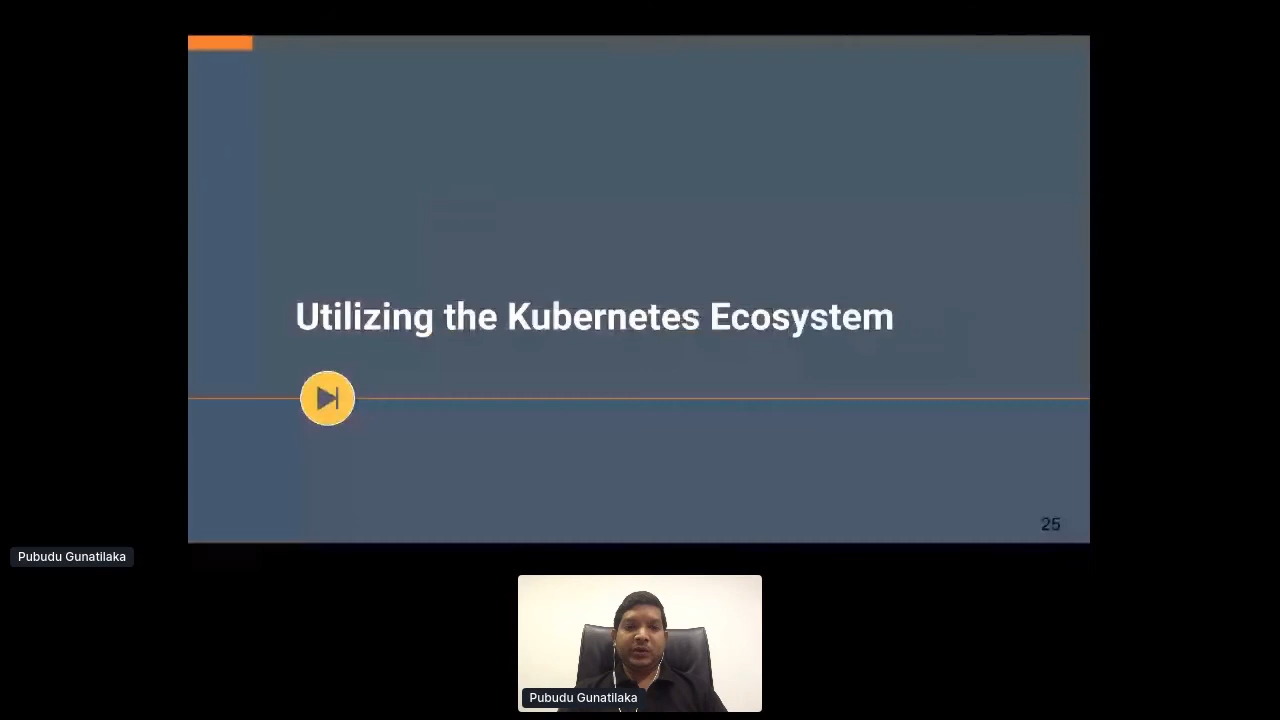 Utilizing the Kubernetes Ecosystem
25
Pubudu Gunatilaka
Pubudu Gunatilaka